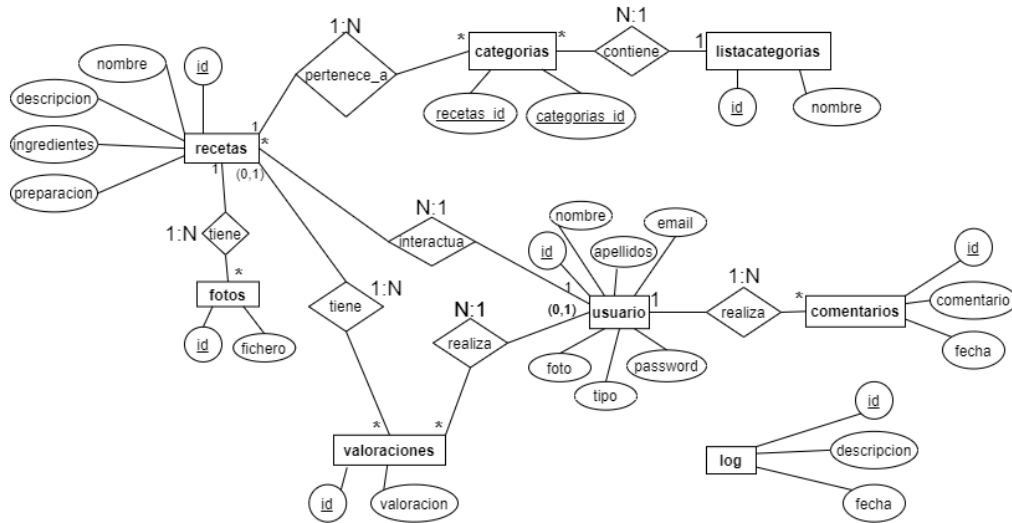 1:N
N:1
nombre
id
pertenece_a
*
categorias
*
contiene
1
listacategorias
descripcion
recetas_id
categorias_id
id
nombre
ingredientes
1
recetas
*
preparacion
1
(0,1)
N:1
1:N
tiene
interactua
nombre
email
id
apellidos
1:N
id
*
fotos
tiene
1:N
1
(0,1)
usuario
1
realiza
*
comentarios
comentario
N:1
realiza
id
fichero
foto
tipo
password
fecha
*
*
valoraciones
id
valoracion
id
log
descripcion
fecha